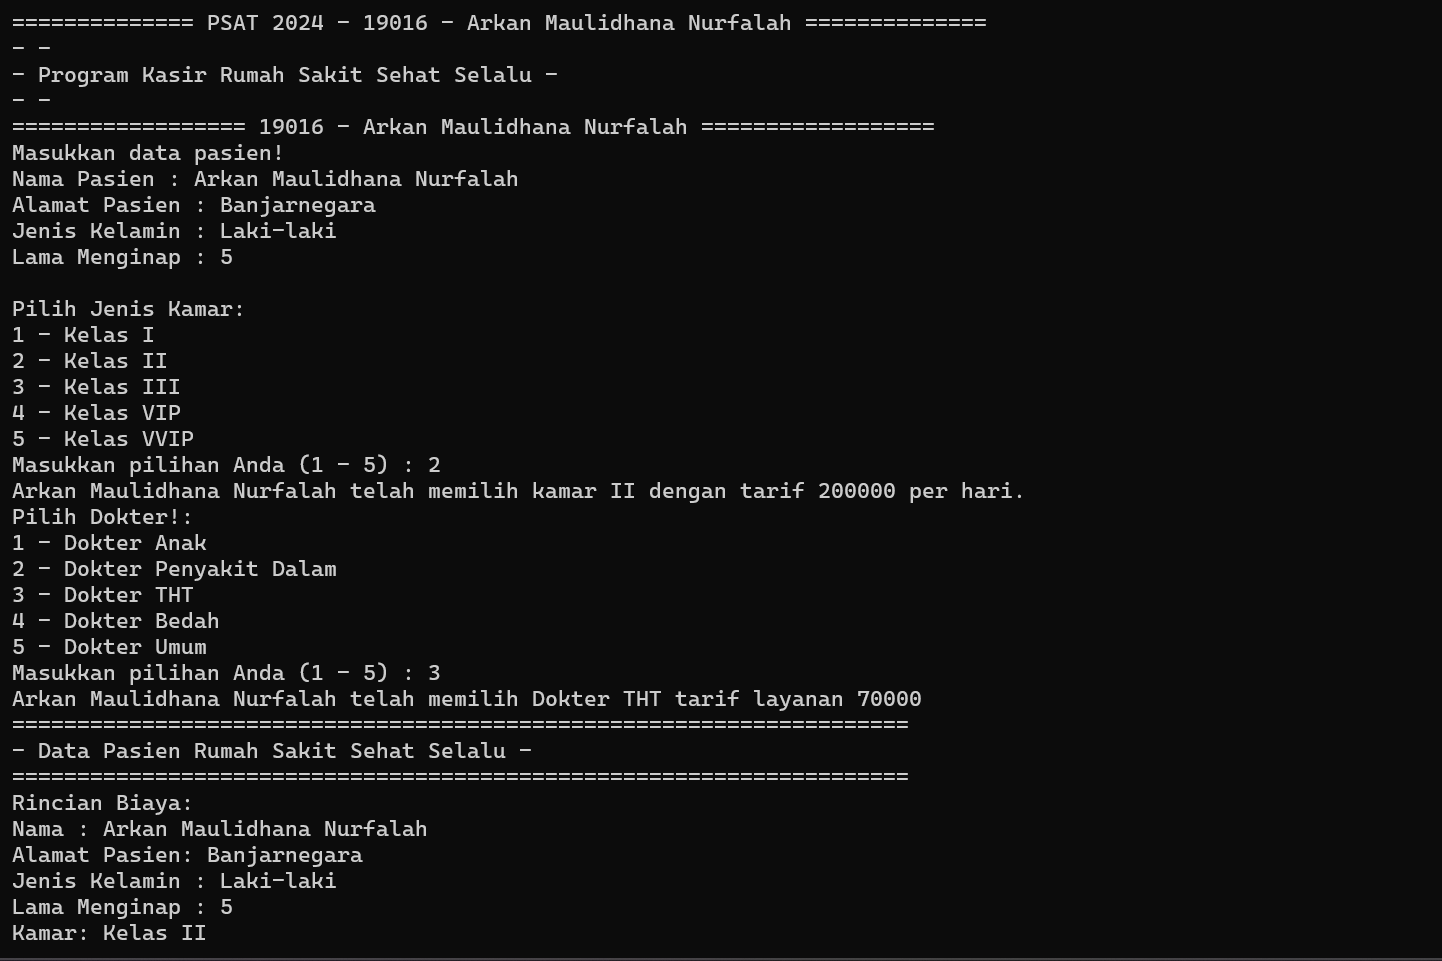 ============== PSAT 2024 - 19016 - Arkan Maulidhana Nurfalah ==============
- -
- Program Kasir Rumah Sakit Sehat Selalu -
- -
================== 19016 - Arkan Maulidhana Nurfalah ==================
Masukkan data pasien!
Nama Pasien : Arkan Maulidhana Nurfalah
Alamat Pasien : Banjarnegara
Jenis Kelamin : Laki-laki
Lama Menginap : 5

Pilih Jenis Kamar:
1 - Kelas I
2 - Kelas II
3 - Kelas III
4 - Kelas VIP
5 - Kelas VVIP
Masukkan pilihan Anda (1 - 5) : 2
Arkan Maulidhana Nurfalah telah memilih kamar II dengan tarif 200000 per hari.
Pilih Dokter!:
1 - Dokter Anak
2 - Dokter Penyakit Dalam
3 - Dokter THT
4 - Dokter Bedah
5 - Dokter Umum
Masukkan pilihan Anda (1 - 5) : 3
Arkan Maulidhana Nurfalah telah memilih Dokter THT tarif layanan 70000
=====================================================================
- Data Pasien Rumah Sakit Sehat Selalu -
=====================================================================
Rincian Biaya:
Nama : Arkan Maulidhana Nurfalah
Alamat Pasien: Banjarnegara
Jenis Kelamin : Laki-laki
Lama Menginap : 5
Kamar: Kelas II